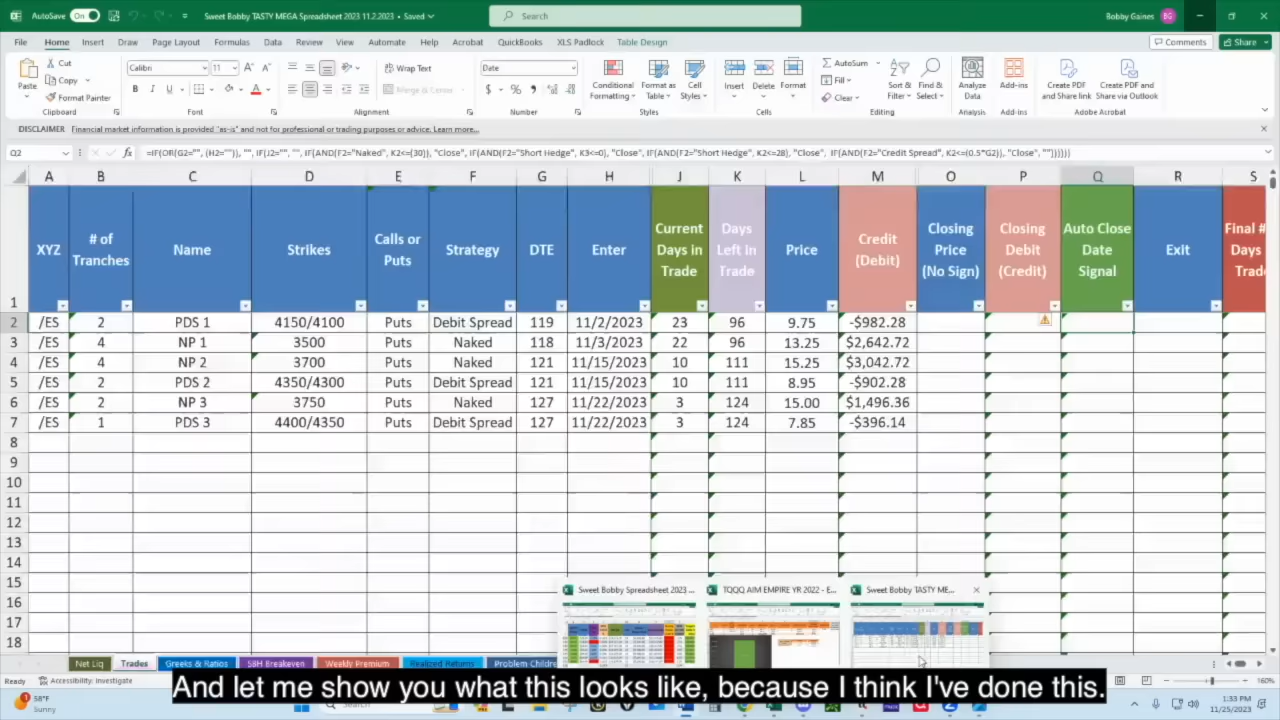 AutoSave On Sweet Bobby TASTY MEGA Spreadsheet 2023 11.2.2023 • Saved Search Bobby Gaines BG
File Home Insert Draw Page Layout Formulas Data Review View Automate Help Acrobat QuickBooks XLS Padlock Table Design Comments Share
Paste Cut Copy Format Painter Clipboard
Calibri 11 B I U Font
Wrap Text Merge & Center Alignment
Date $ % Number
Conditional Formatting Format as Table Cell Styles Styles
Insert Delete Format Cells
AutoSum Fill Clear Sort & Filter Find & Select Editing
Analyze Data Analysis
Add-ins Add-ins
Create PDF and Share link Create PDF and Share via Outlook Adobe Acrobat
DISCLAIMER Financial market information is provided "as-is" and not for professional or trading purposes or advice. Learn more...
Q2 fx =IF(OR(G2="", (H2="")), "", IF(J2="", "", IF(AND(F2="Naked", K2<=(30)), "Close", IF(AND(F2="Short Hedge", K3<=0), "Close", IF(AND(F2="Short Hedge", K2<=28), "Close", IF(AND(F2="Credit Spread", K2<=(0.5*G2)), "Close", ""))))))
A B C D E F G H J K L M O P Q R S
1 XYZ # of Tranches Name Strikes Calls or Puts Strategy DTE Enter Current Days in Trade Days Left in Trade Price Credit (Debit) Closing Price (No Sign) Closing Debit (Credit) Auto Close Date Signal Exit Final # Days Trade
2 /ES 2 PDS 1 4150/4100 Puts Debit Spread 119 11/2/2023 23 96 9.75 -$982.28
3 /ES 4 NP 1 3500 Puts Naked 118 11/3/2023 22 96 13.25 $2,642.72
4 /ES 4 NP 2 3700 Puts Naked 121 11/15/2023 10 111 15.25 $3,042.72
5 /ES 2 PDS 2 4350/4300 Puts Debit Spread 121 11/15/2023 10 111 8.95 -$902.28
6 /ES 2 NP 3 3750 Puts Naked 127 11/22/2023 3 124 15.00 $1,496.36
7 /ES 1 PDS 3 4400/4350 Puts Debit Spread 127 11/22/2023 3 124 7.85 -$396.14
8
9
10
11
12
13
14
15
16
17
18
Sweet Bobby Spreadsheet 2023 ... TQQQ AIM EMPIRE YR 2022 - E... Sweet Bobby TASTY ME...
Net Liq Trades Greeks & Ratios SBH Breakeven Weekly Premium Realized Returns Problem Childre
Ready Accessibility: Investigate 160%
And let me show you what this looks like, because I think I've done this.
58°F
Sunny
Search
1:33 PM
11/25/2023